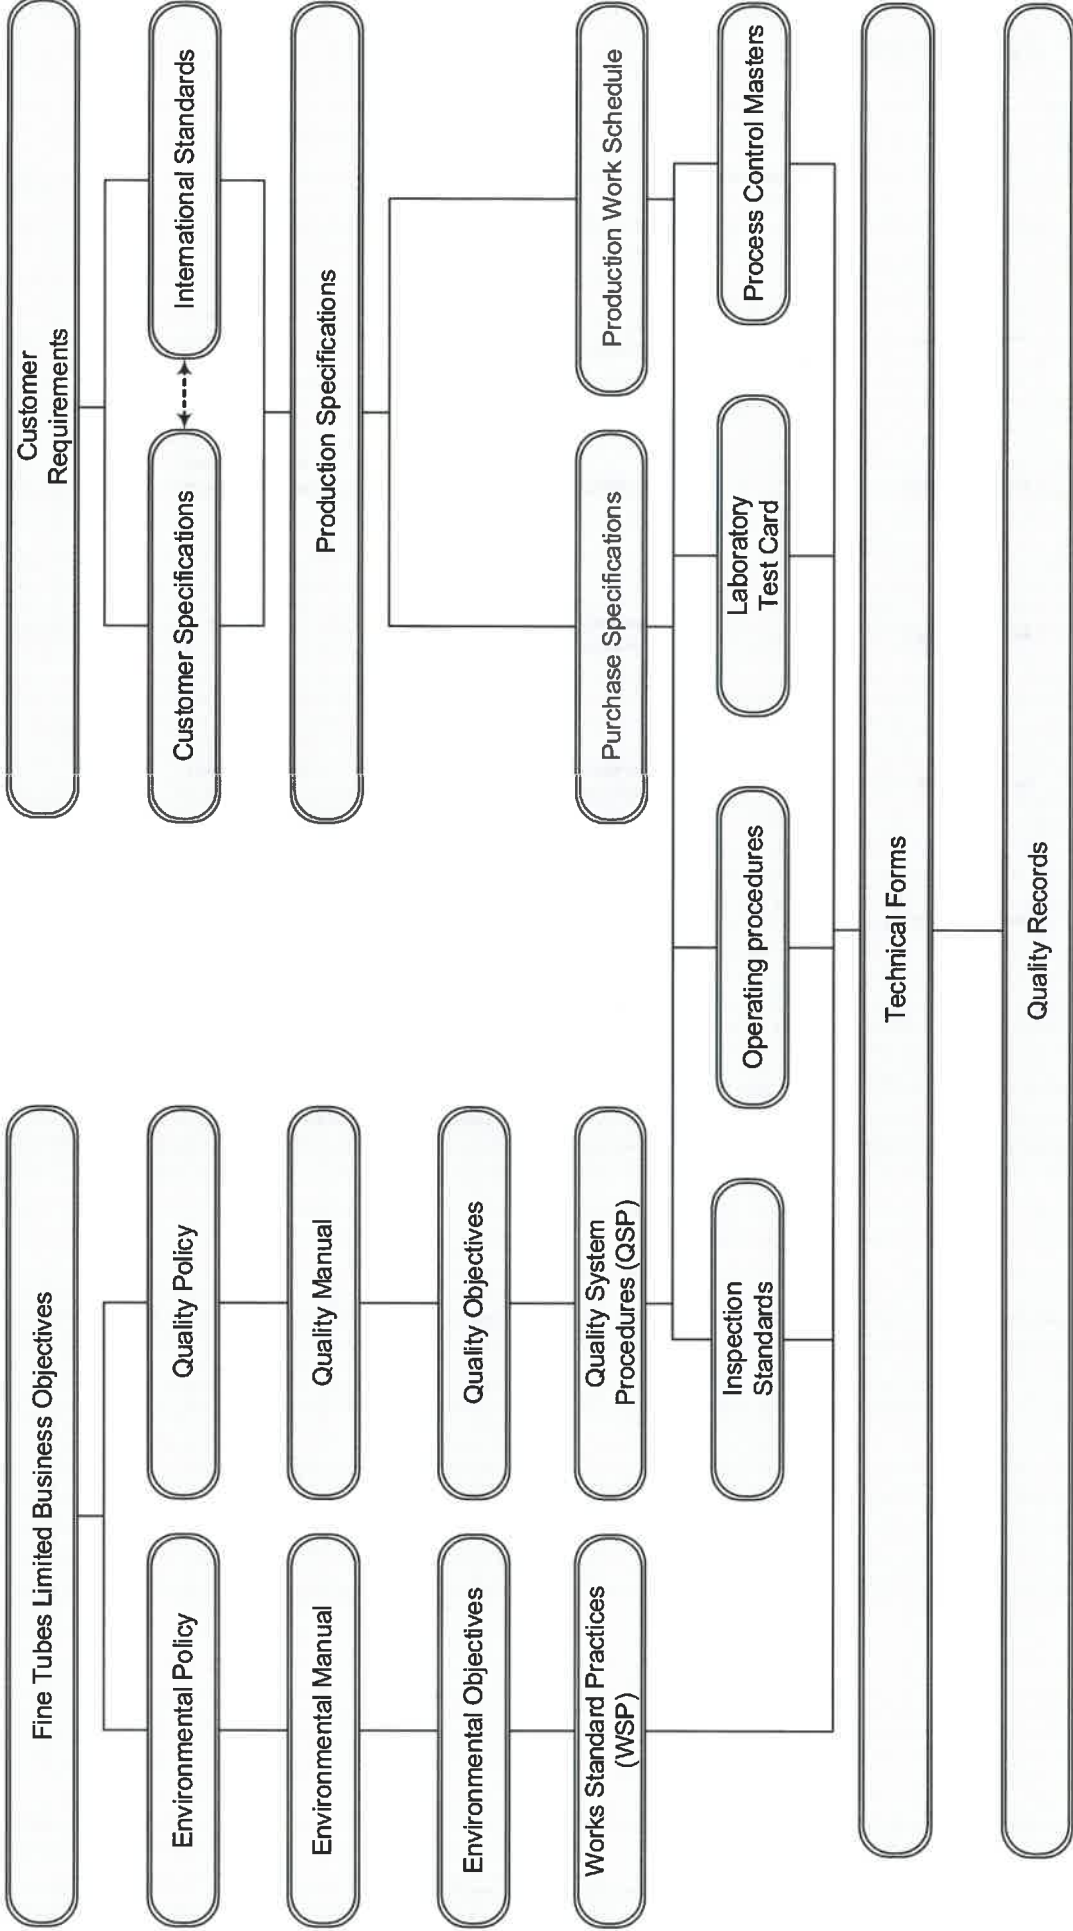 Fine Tubes Limited Business Objectives
Customer
Requirements
Environmental Policy
Quality Policy
Customer Specifications
International Standards
Environmental Manual
Quality Manual
Production Specifications
Environmental Objectives
Quality Objectives
Works Standard Practices
(WSP)
Quality System
Procedures (QSP)
Purchase Specifications
Production Work Schedule
Inspection
Standards
Operating procedures
Laboratory
Test Card
Process Control Masters
Technical Forms
Quality Records